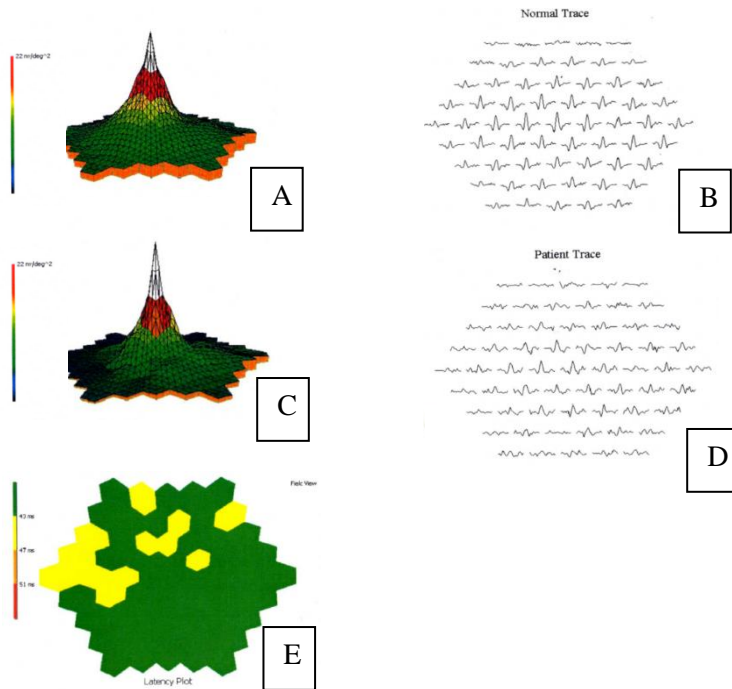 Normal Trace
22 nv/deg^2
A
B
22 nv/deg^2
Patient Trace
C
D
Field View
43 ms
47 ms
51 ms
Latency Plot
E